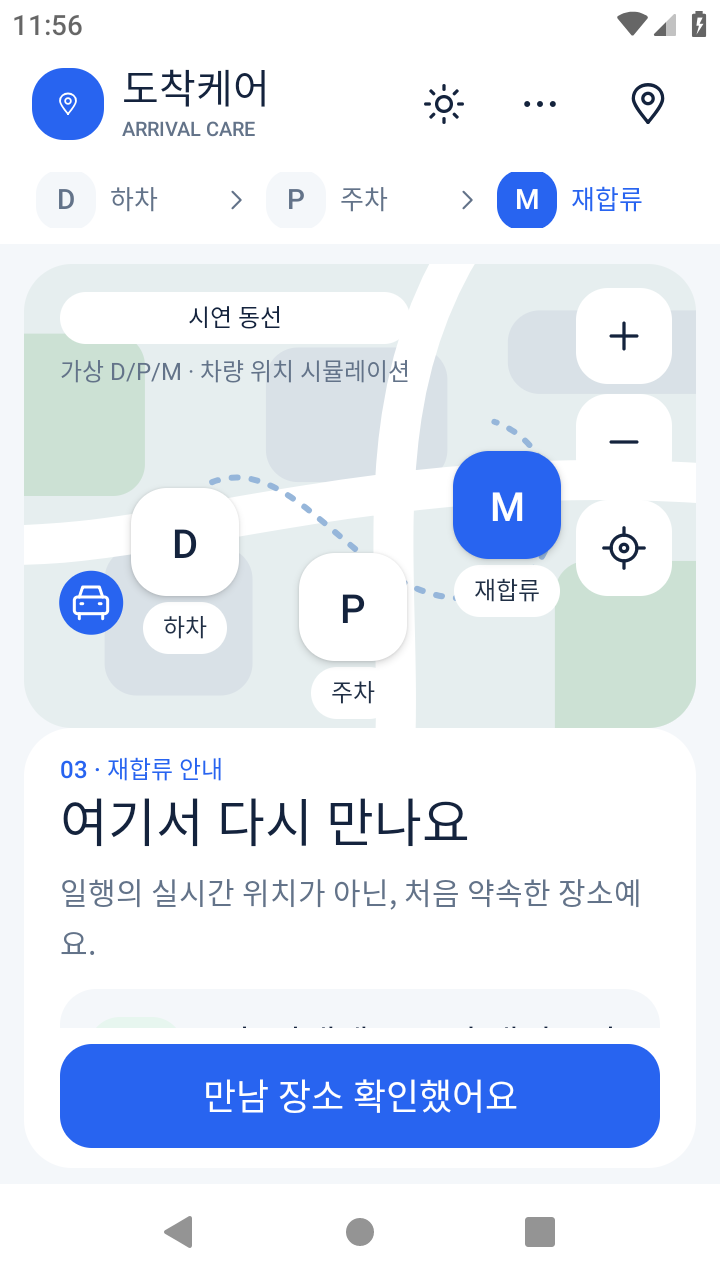 11:56
도착케어
ARRIVAL CARE
D 하차 P 주차 M 재합류
시연 동선
가상 D/P/M · 차량 위치 시뮬레이션
M
D
재합류
P
하차
주차
03 · 재합류 안내
여기서 다시 만나요
일행의 실시간 위치가 아닌, 처음 약속한 장소예
요.
만남 장소 확인했어요